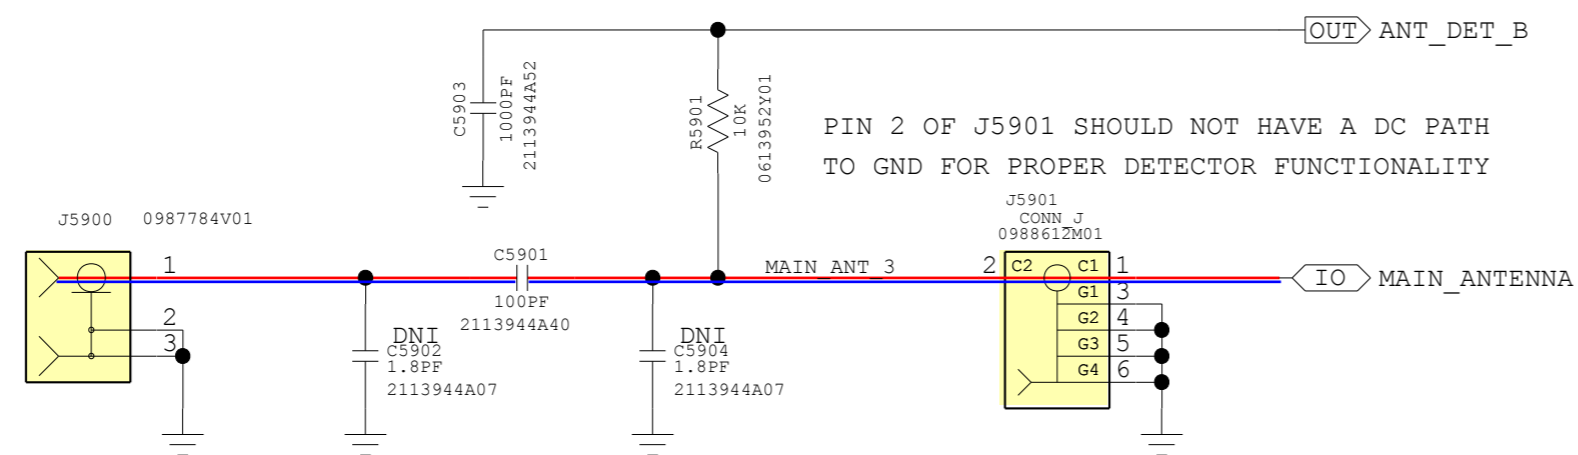 OUT ANT_DET_B
C5903
1000PF
2113944A52
R5901
10K
0613952Y01
PIN 2 OF J5901 SHOULD NOT HAVE A DC PATH
TO GND FOR PROPER DETECTOR FUNCTIONALITY
J5900 0987784V01
J5901
CONN_J
0988612M01
1
2
3
C5901
100PF
2113944A40
DNI
C5902
1.8PF
2113944A07
DNI
C5904
1.8PF
2113944A07
MAIN_ANT_3
2 C2 C1 1
G1 3
G2 4
G3 5
G4 6
IO MAIN_ANTENNA